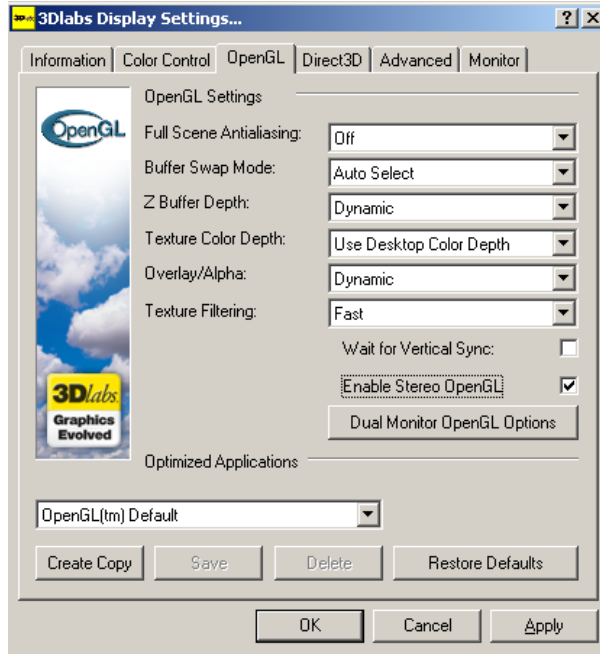 3Dlabs Display Settings...
Information Color Control OpenGL Direct3D Advanced Monitor
OpenGL
OpenGL Settings
Full Scene Antialiasing: Off
Buffer Swap Mode: Auto Select
Z Buffer Depth: Dynamic
Texture Color Depth: Use Desktop Color Depth
Overlay/Alpha: Dynamic
Texture Filtering: Fast
Wait for Vertical Sync:
Enable Stereo OpenGL
3Dlabs
Graphics
Evolved
Dual Monitor OpenGL Options
Optimized Applications
OpenGL(tm) Default
Create Copy Save Delete Restore Defaults
OK Cancel Apply